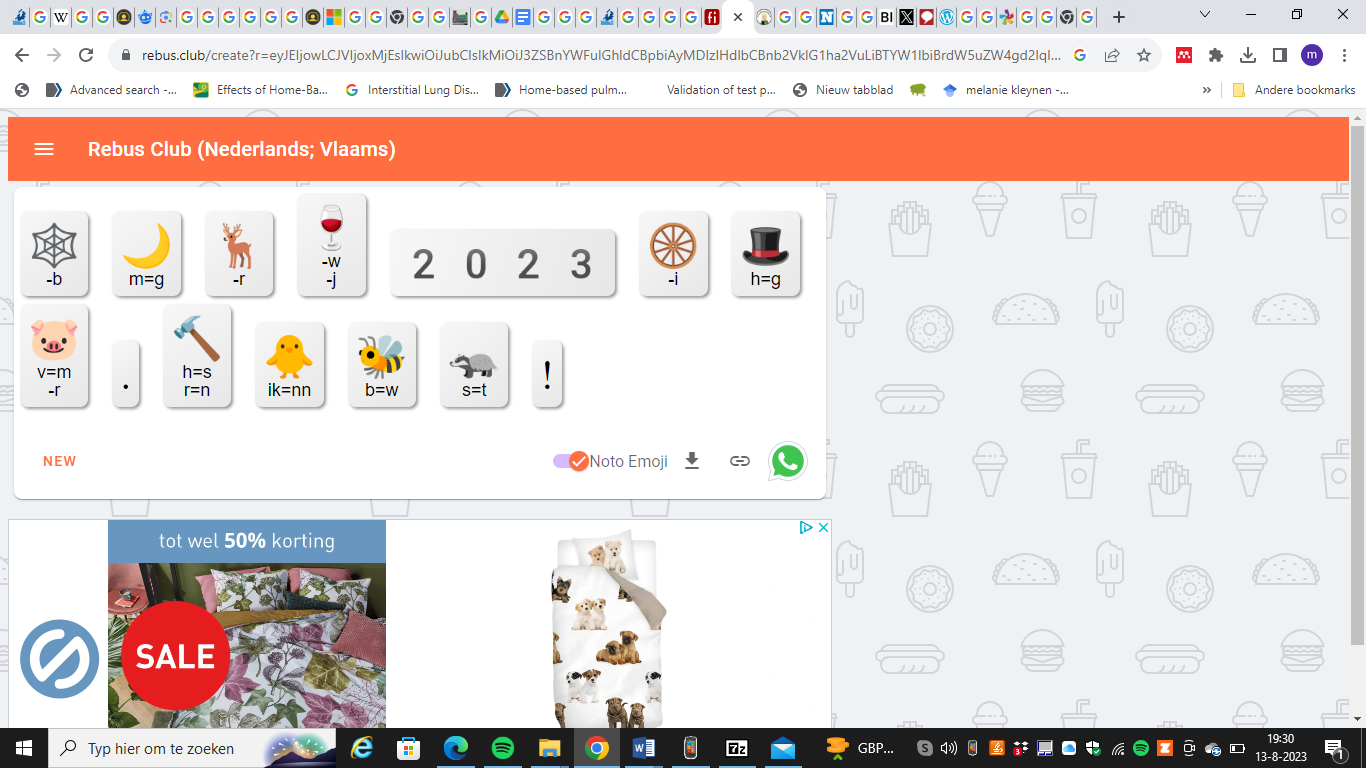 rebus.club/create?r=eyJEIjowLCJVIjoxMjEsIkwiOiJubCIsIkMiOiJ3ZSBnYWFuIGhldCBpbiAyMDIzIHdlbCBnb2VkIG1ha2VuLiBTYW1lbiBrdW5uZW4gd2UgI...
Advanced search -...
Effects of Home-Ba...
Interstitial Lung Dis...
Home-based pulm...
Validation of test p...
Nieuw tabblad
melanie kleynen -...
»
Andere bookmarks
Rebus Club (Nederlands; Vlaams)
-b
m=g
-r
-w
-j
2 0 2 3
-i
h=g
v=m
-r
.
h=s
r=n
ik=nn
b=w
s=t
!
NEW
Noto Emoji
tot wel 50% korting
SALE
Typ hier om te zoeken
GBP...
19:30
13-8-2023